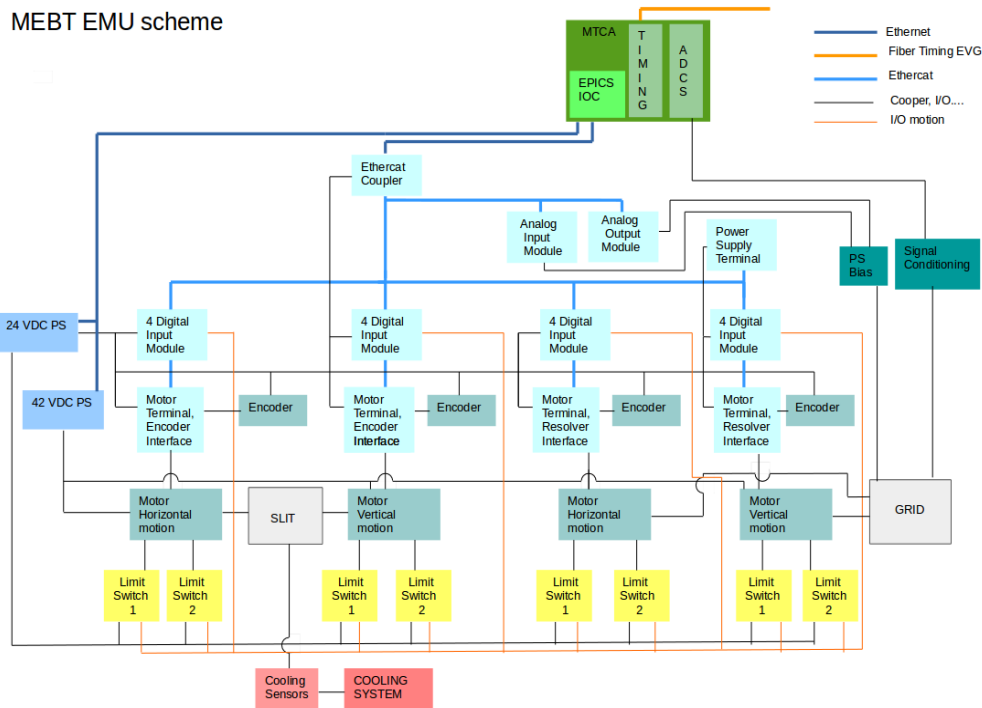 MEBT EMU scheme
MTCA
EPICS
IOC
T
I
M
I
N
G
A
D
C
S
Ethernet
Fiber Timing EVG
Ethercat
Cooper, I/O....
I/O motion
Ethercat
Coupler
Analog
Input
Module
Analog
Output
Module
Power
Supply
Terminal
PS
Bias
Signal
Conditioning
24 VDC PS
4 Digital
Input
Module
4 Digital
Input
Module
4 Digital
Input
Module
4 Digital
Input
Module
42 VDC PS
Motor
Terminal,
Encoder
Interface
Encoder
Motor
Terminal,
Encoder
Interface
Encoder
Motor
Terminal,
Resolver
Interface
Encoder
Motor
Terminal,
Resolver
Interface
Encoder
Motor
Horizontal
motion
SLIT
Motor
Vertical
motion
Motor
Horizontal
motion
Motor
Vertical
motion
GRID
Limit
Switch
1
Limit
Switch
2
Limit
Switch
1
Limit
Switch
2
Limit
Switch
1
Limit
Switch
2
Limit
Switch
1
Limit
Switch
2
Cooling
Sensors
COOLING
SYSTEM